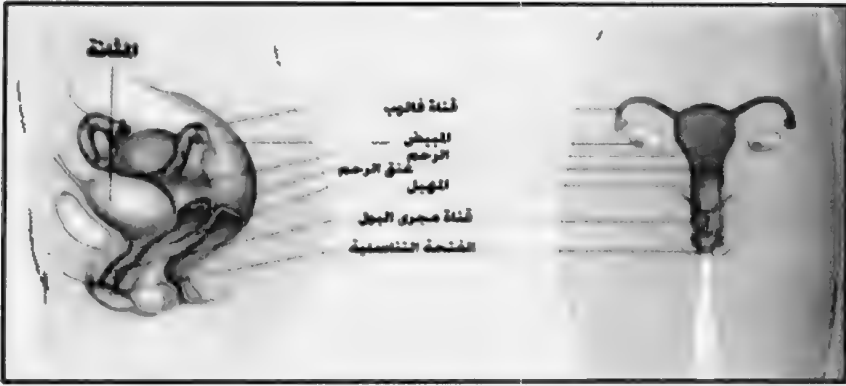 المثانة
قناة فالوب
المبيض
الرحم
عنق الرحم
المهبل
قناة مجرى البول
الفتحة التناسلية